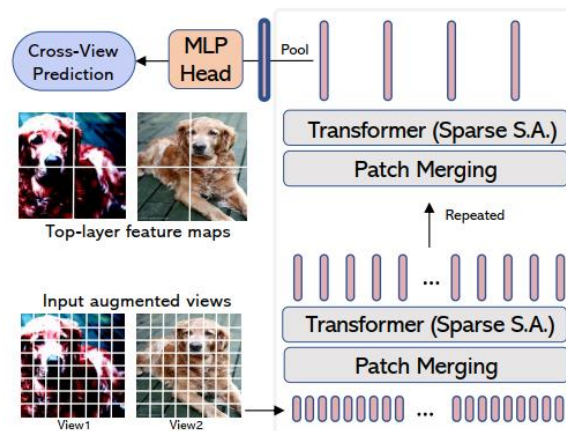 Cross-View
Prediction
MLP
Head
Pool
Transformer (Sparse S.A.)
Patch Merging
Top-layer feature maps
Repeated
...
Input augmented views
Transformer (Sparse S.A.)
Patch Merging
View1
View2
...